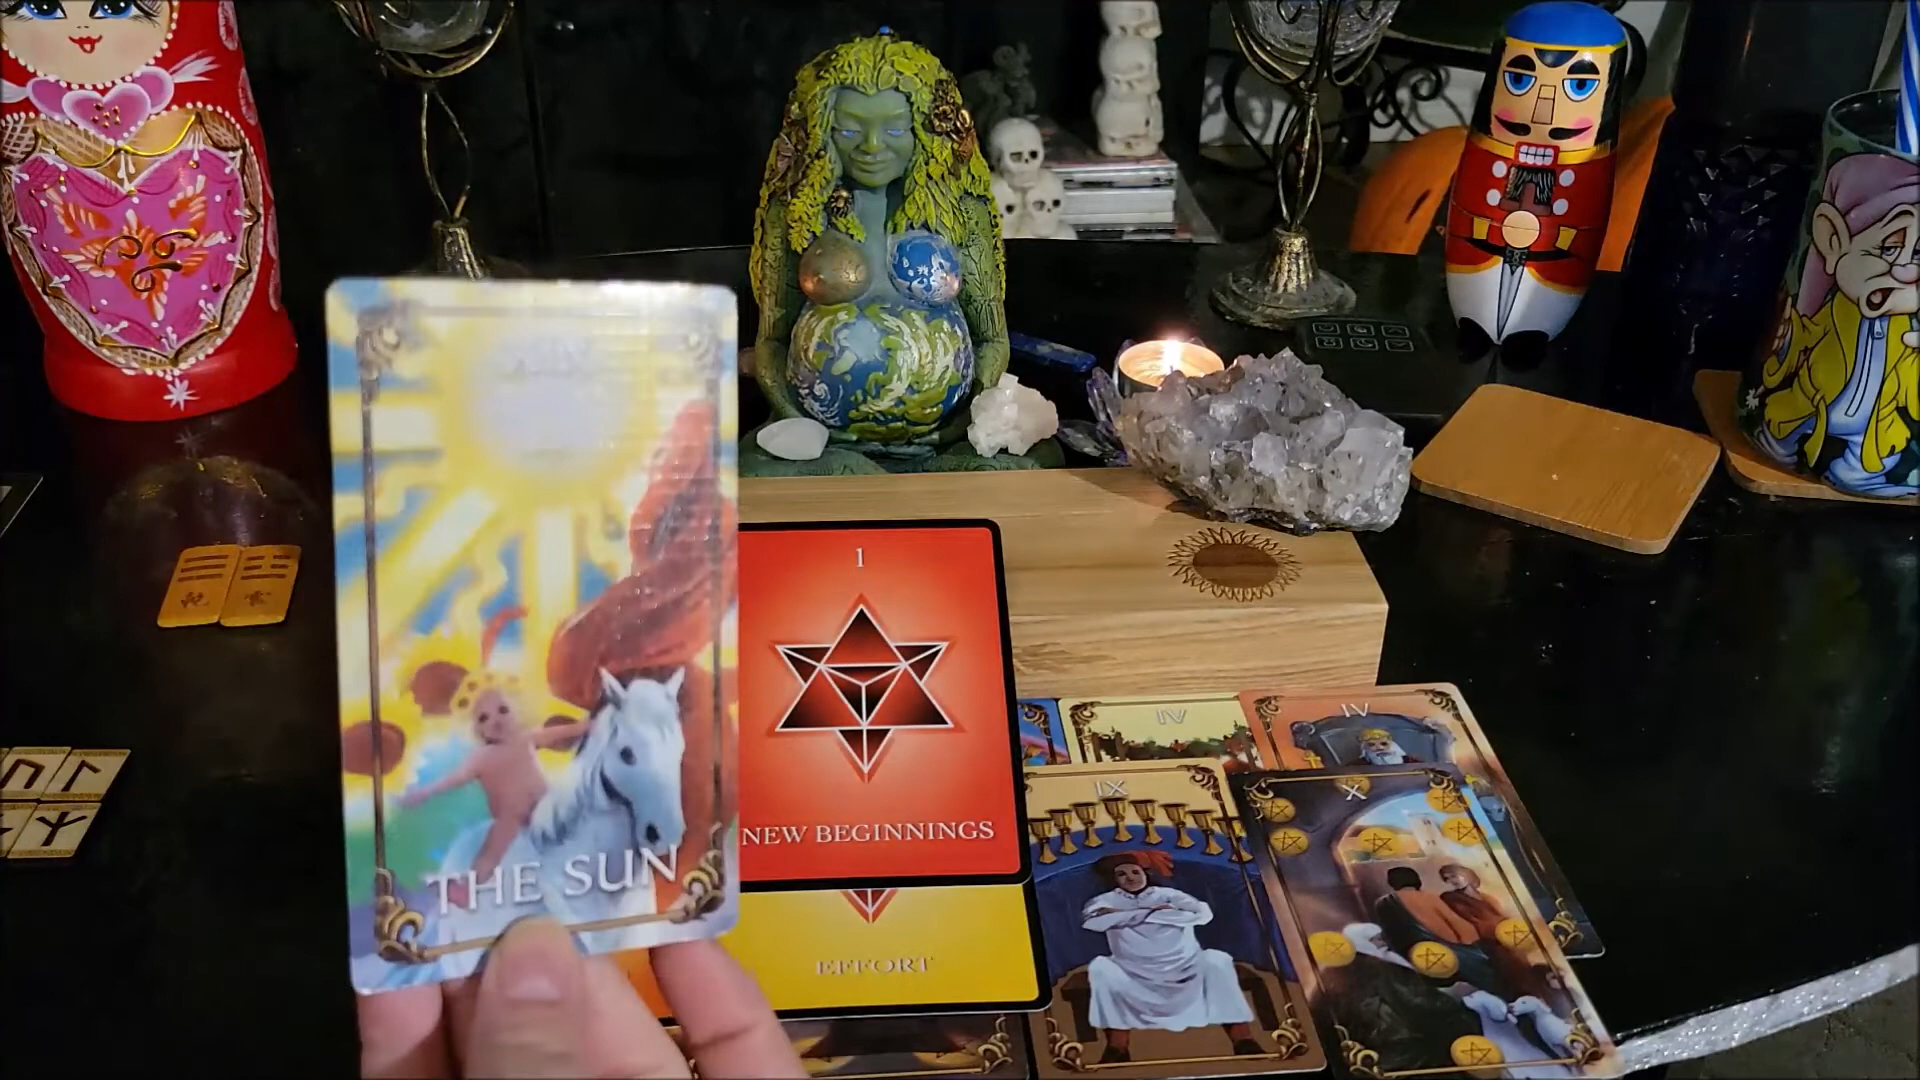 THE SUN
1
NEW BEGINNINGS
EFFORT
IV
IV
IX
X